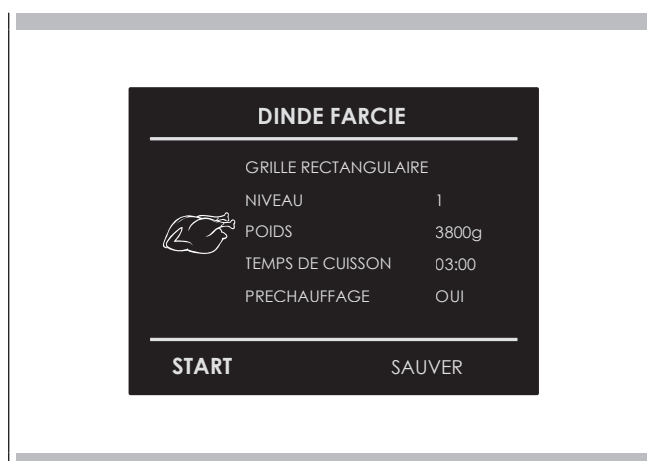 DINDE FARCIE
GRILLE RECTANGULAIRE
NIVEAU 1
POIDS 3800g
TEMPS DE CUISSON 03:00
PRECHAUFFAGE OUI
START SAUVER